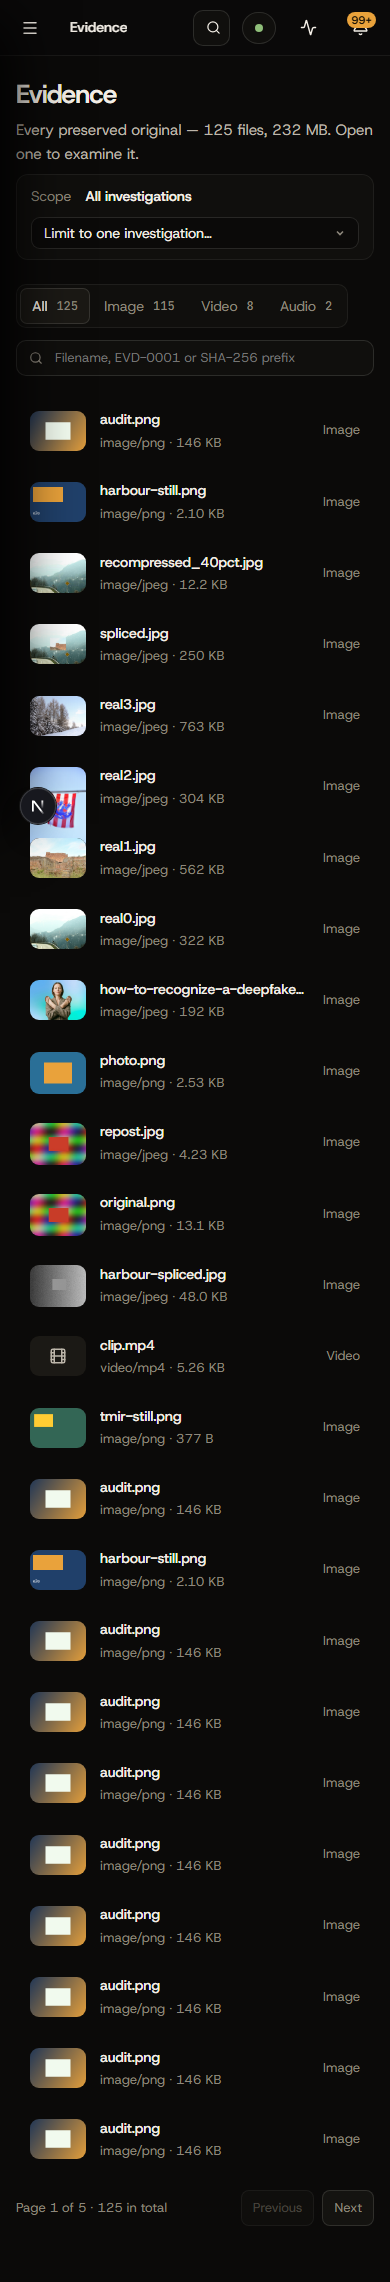 Evidence
99+
Evidence
Every preserved original — 125 files, 232 MB. Open
one to examine it.
Scope All investigations
Limit to one investigation...
All 125 Image 115 Video 8 Audio 2
Filename, EVD-0001 or SHA-256 prefix
audit.png
image/png · 146 KB
Image
harbour-still.png
image/png · 2.10 KB
Image
recompressed_40pct.jpg
image/jpeg · 12.2 KB
Image
spliced.jpg
image/jpeg · 250 KB
Image
real3.jpg
image/jpeg · 763 KB
Image
real2.jpg
image/jpeg · 304 KB
Image
N
real1.jpg
image/jpeg · 562 KB
Image
real0.jpg
image/jpeg · 322 KB
Image
how-to-recognize-a-deepfake...
image/jpeg · 192 KB
Image
photo.png
image/png · 2.53 KB
Image
repost.jpg
image/jpeg · 4.23 KB
Image
original.png
image/png · 13.1 KB
Image
harbour-spliced.jpg
image/jpeg · 48.0 KB
Image
clip.mp4
video/mp4 · 5.26 KB
Video
tmir-still.png
image/png · 377 B
Image
audit.png
image/png · 146 KB
Image
harbour-still.png
image/png · 2.10 KB
Image
audit.png
image/png · 146 KB
Image
audit.png
image/png · 146 KB
Image
audit.png
image/png · 146 KB
Image
audit.png
image/png · 146 KB
Image
audit.png
image/png · 146 KB
Image
audit.png
image/png · 146 KB
Image
audit.png
image/png · 146 KB
Image
audit.png
image/png · 146 KB
Image
Page 1 of 5 · 125 in total
Previous
Next